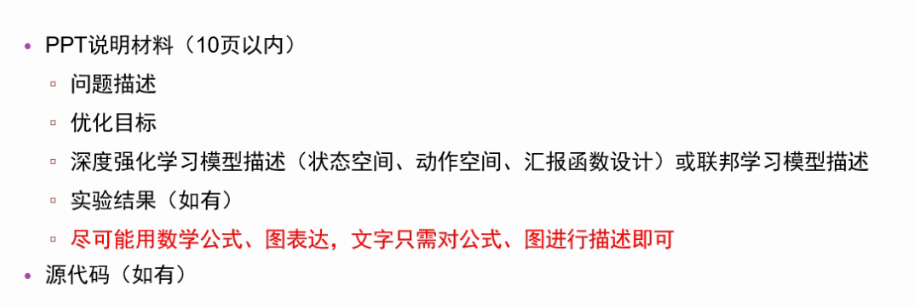 • PPT说明材料（10页以内）
▫ 问题描述
▫ 优化目标
▫ 深度强化学习模型描述（状态空间、动作空间、汇报函数设计）或联邦学习模型描述
▫ 实验结果（如有）
▫ 尽可能用数学公式、图表达，文字只需对公式、图进行描述即可
• 源代码（如有）